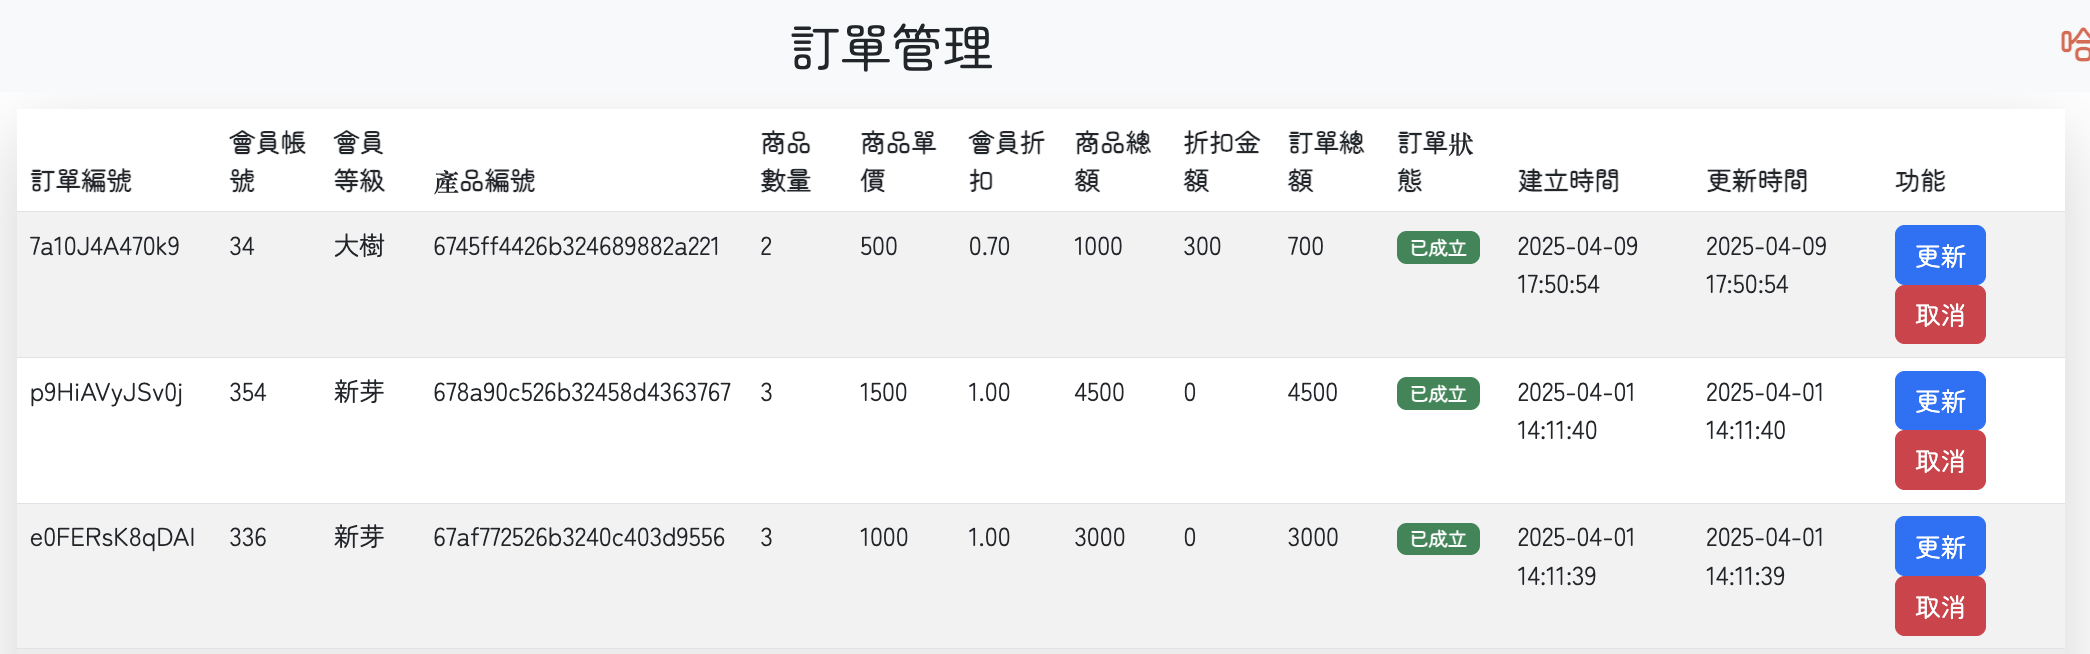 訂單管理
哈
訂單編號 會員帳號 會員等級 產品編號 商品數量 商品單價 會員折扣 商品總額 折扣金額 訂單總額 訂單狀態 建立時間 更新時間 功能
7a10J4A470k9 34 大樹 6745ff4426b324689882a221 2 500 0.70 1000 300 700 已成立 2025-04-09 17:50:54 2025-04-09 17:50:54 更新
取消
p9HiAVyJSv0j 354 新芽 678a90c526b32458d4363767 3 1500 1.00 4500 0 4500 已成立 2025-04-01 14:11:40 2025-04-01 14:11:40 更新
取消
e0FERsK8qDAl 336 新芽 67af772526b3240c403d9556 3 1000 1.00 3000 0 3000 已成立 2025-04-01 14:11:39 2025-04-01 14:11:39 更新
取消